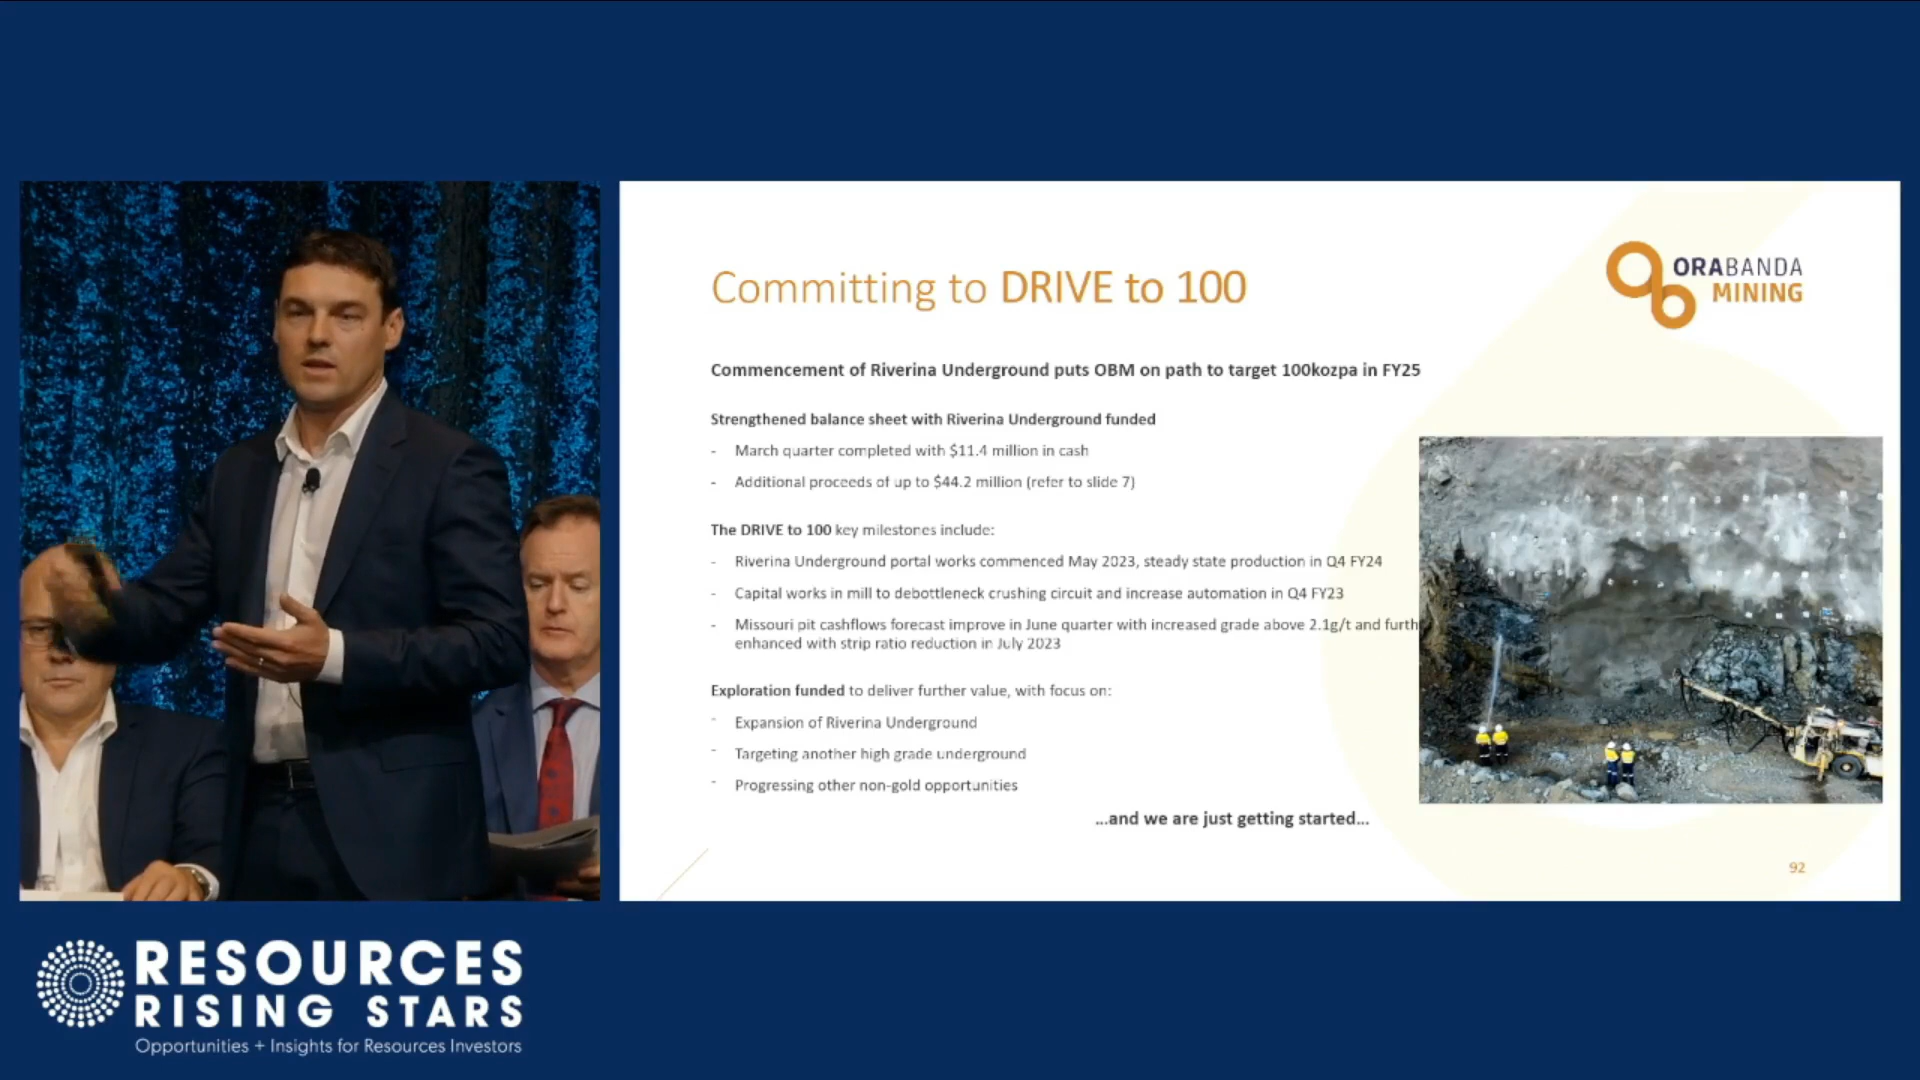 Committing to DRIVE to 100
ORABANDA
MINING
Commencement of Riverina Underground puts OBM on path to target 100kozpa in FY25
Strengthened balance sheet with Riverina Underground funded
- March quarter completed with $11.4 million in cash
- Additional proceeds of up to $44.2 million (refer to slide 7)
The DRIVE to 100 key milestones include:
- Riverina Underground portal works commenced May 2023, steady state production in Q4 FY24
- Capital works in mill to debottleneck crushing circuit and increase automation in Q4 FY23
- Missouri pit cashflows forecast improve in June quarter with increased grade above 2.1g/t and furth
enhanced with strip ratio reduction in July 2023
Exploration funded to deliver further value, with focus on:
- Expansion of Riverina Underground
- Targeting another high grade underground
- Progressing other non-gold opportunities
...and we are just getting started...
92
RESOURCES
RISING STARS
Opportunities + Insights for Resources Investors